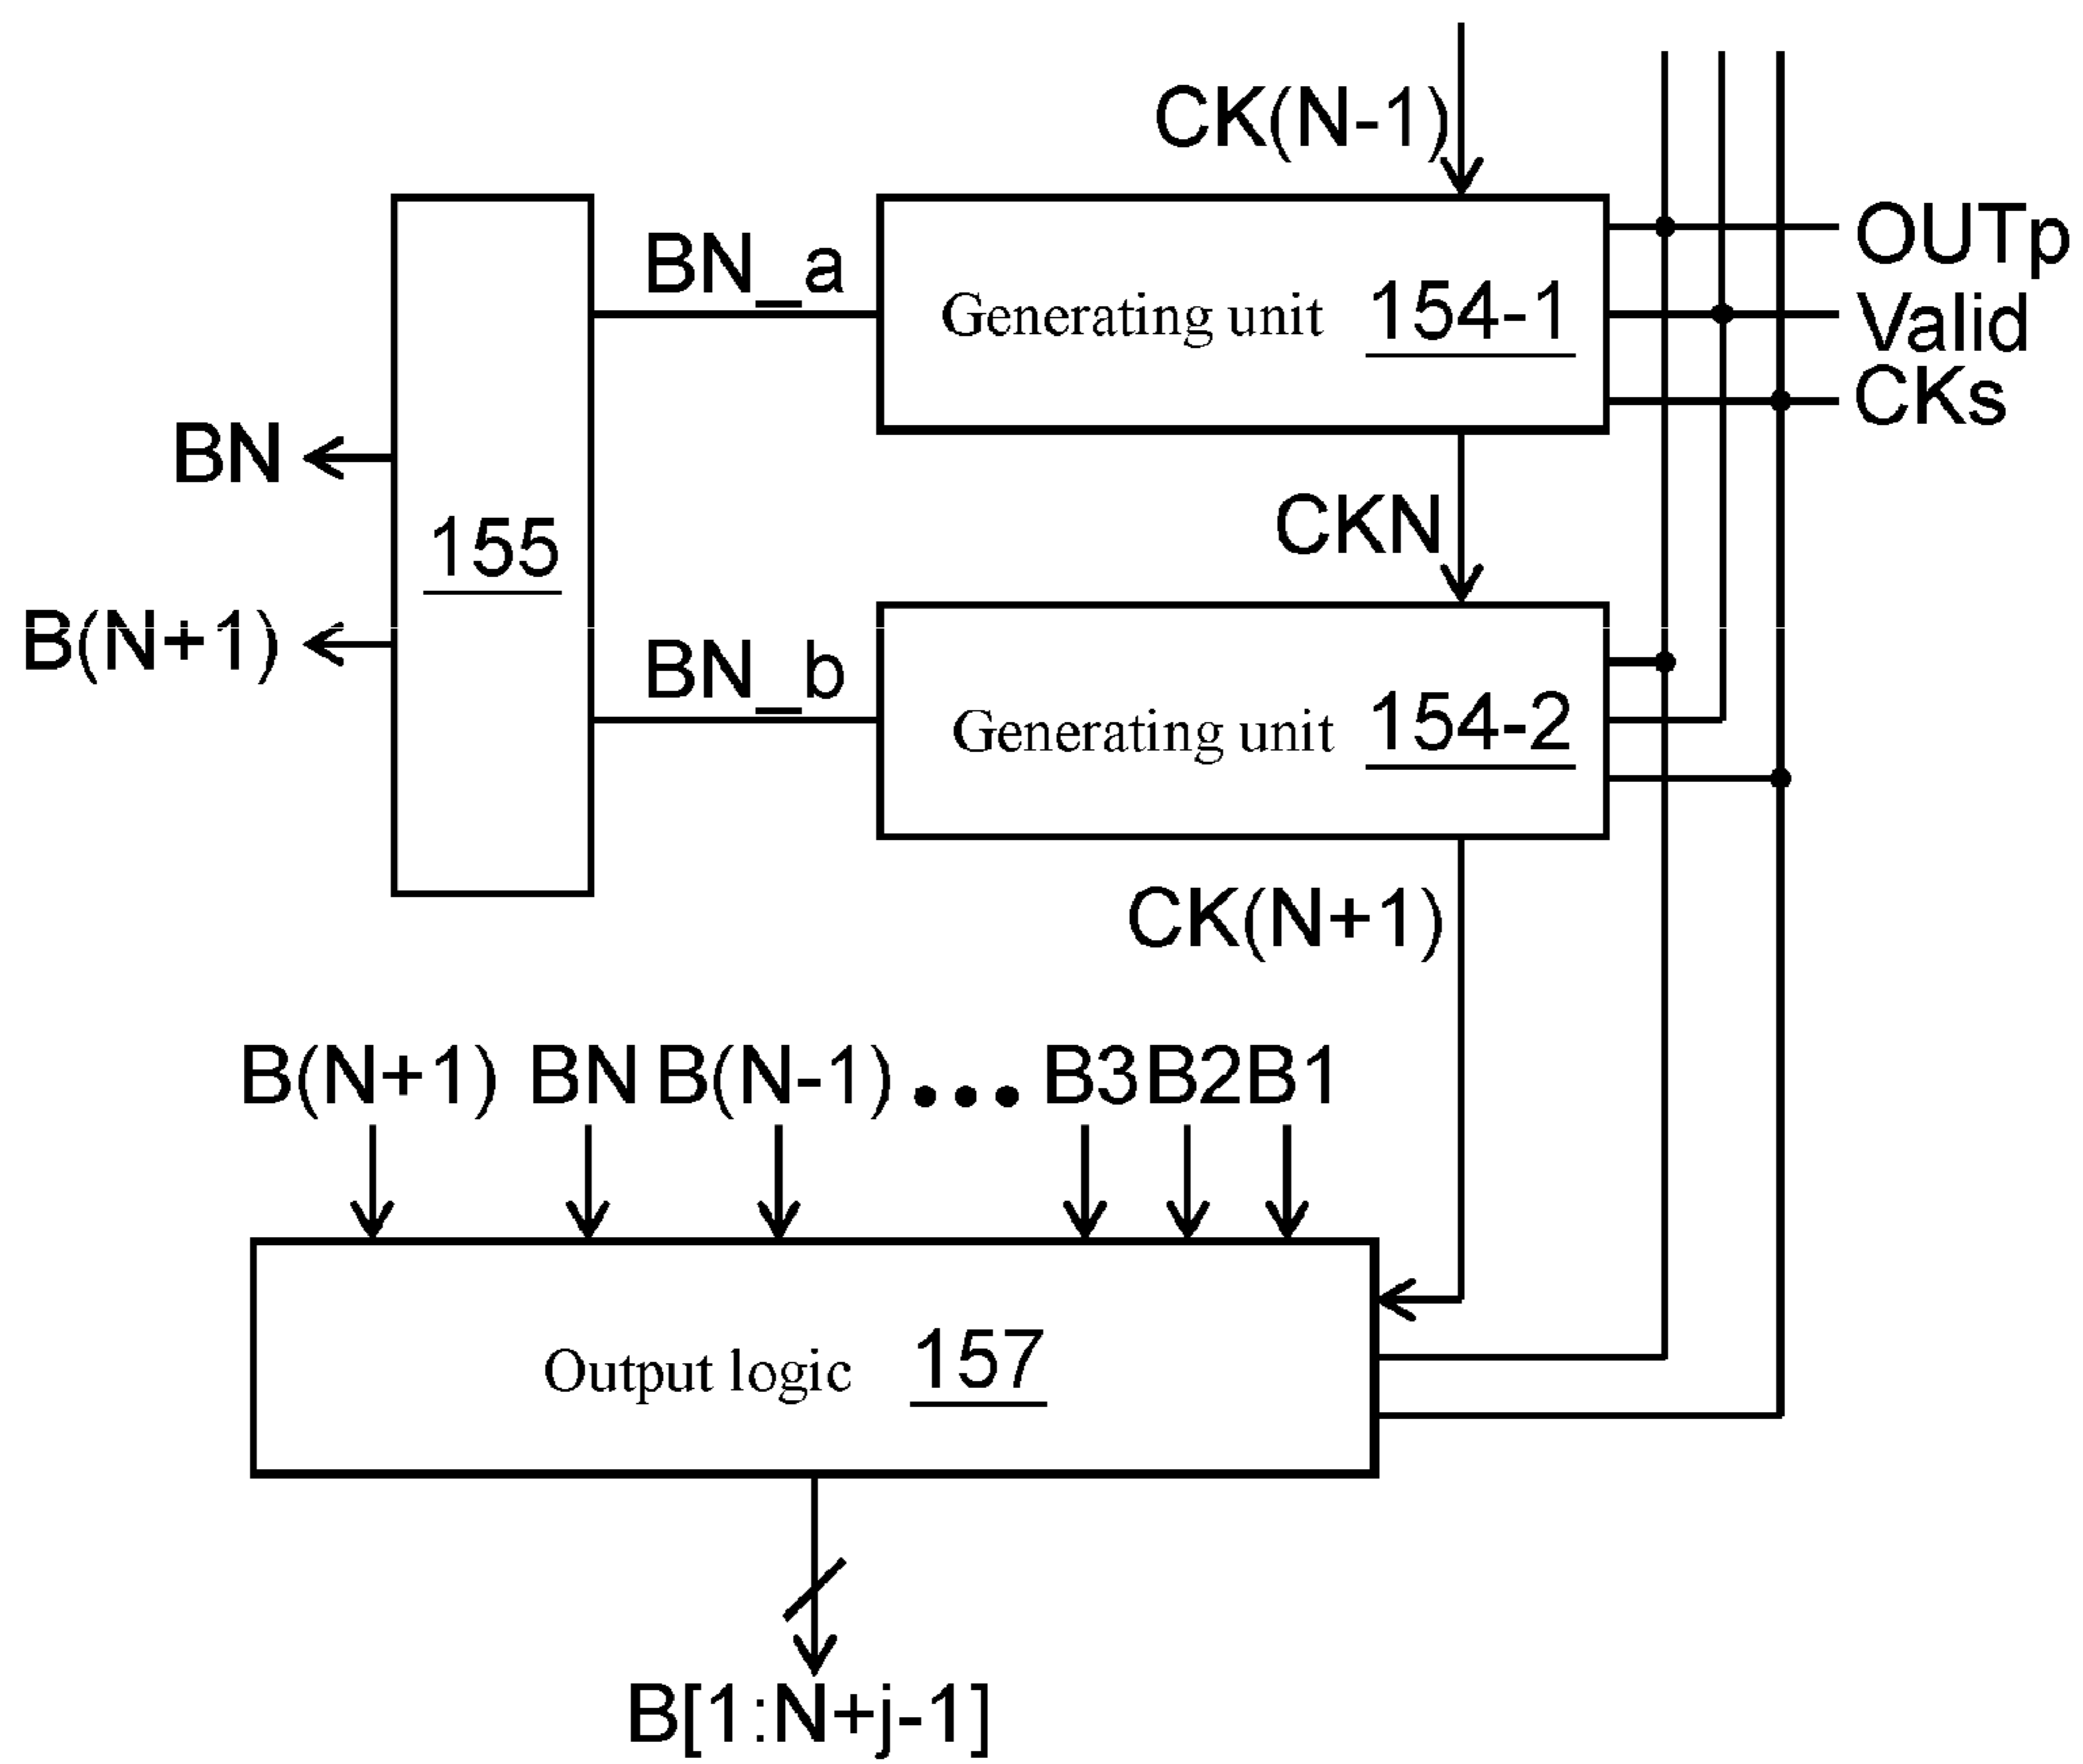 CK(N-1)
OUTp
BN_a
Generating unit 154-1
Valid
CKs
BN
CKN
155
B(N+1)
BN_b
Generating unit 154-2
CK(N+1)
B(N+1) BN B(N-1) ••• B3 B2 B1
Output logic 157
B[1:N+j-1]